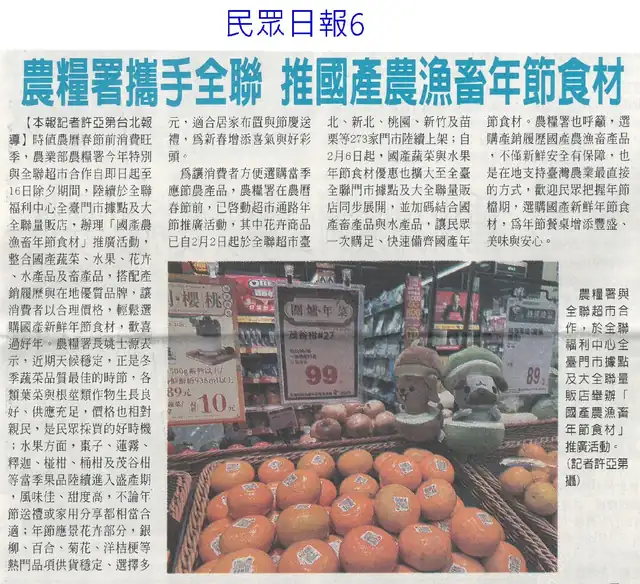 民眾日報6
農糧署攜手全聯 推國產農漁畜年節食材
【本報記者許亞第台北報
導】時值農曆春節前消費旺
季，農業部農糧署今年特別
與全聯超市合作自即日起至
16日除夕期間，陸續於全聯
福利中心全臺門市據點及大
全聯量販店，辦理「國產農
漁畜年節食材」推廣活動，
整合國產蔬菜、水果、花卉
、水產品及畜產品，搭配產
銷履歷與在地優質品牌，讓
消費者以合理價格，輕鬆選
購國產新鮮年節食材，歡喜
過好年。農糧署長姚士源表
示，近期天候穩定，正是冬
季蔬菜品質最佳的時節，各
類葉菜與根莖類作物生長良
好、供應充足，價格也相對
親民，是民眾採買的好時機
；水果方面，棗子、蓮霧、
釋迦、椪柑、桶柑及茂谷柑
等當季果品陸續進入盛產期
，風味佳、甜度高，不論年
節送禮或家用分享都相當合
適；年節應景花卉部分，銀
柳、百合、菊花、洋桔梗等
熱門品項供貨穩定、選擇多
元，適合居家布置與節慶送
禮，為新春增添喜氣與好彩
頭。
為讓消費者方便選購當季
應節農產品，農糧署在農曆
春節前，已啓動超市通路年
節推廣活動，其中花卉商品
已自2月2日起於全聯超市臺
北、新北、桃園、新竹及苗
栗等273家門市陸續上架；自
2月6日起，國產蔬菜與水果
年節食材優惠也擴大至全臺
全聯門市據點及大全聯量販
店同步展開，並加碼結合國
產畜產品與水產品，讓民眾
一次購足、快速備齊國產年
節食材。農糧署也呼籲，選
購產銷履歷國產農漁畜產品
，不僅新鮮安全有保障，也
是在地支持臺灣農業最直接
的方式，歡迎民眾把握年節
檔期，選購國產新鮮年節食
材，為年節餐桌增添豐盛、
美味與安心。
小櫻桃
89元
10元
圍爐年菜
茂谷柑#27
99
89
農糧署與
全聯超市合
作，於全聯
福利中心全
臺門市據點
及大全聯量
販店舉辦「
國產農漁畜
年節食材」
推廣活動。
（記者許亞第
攝）